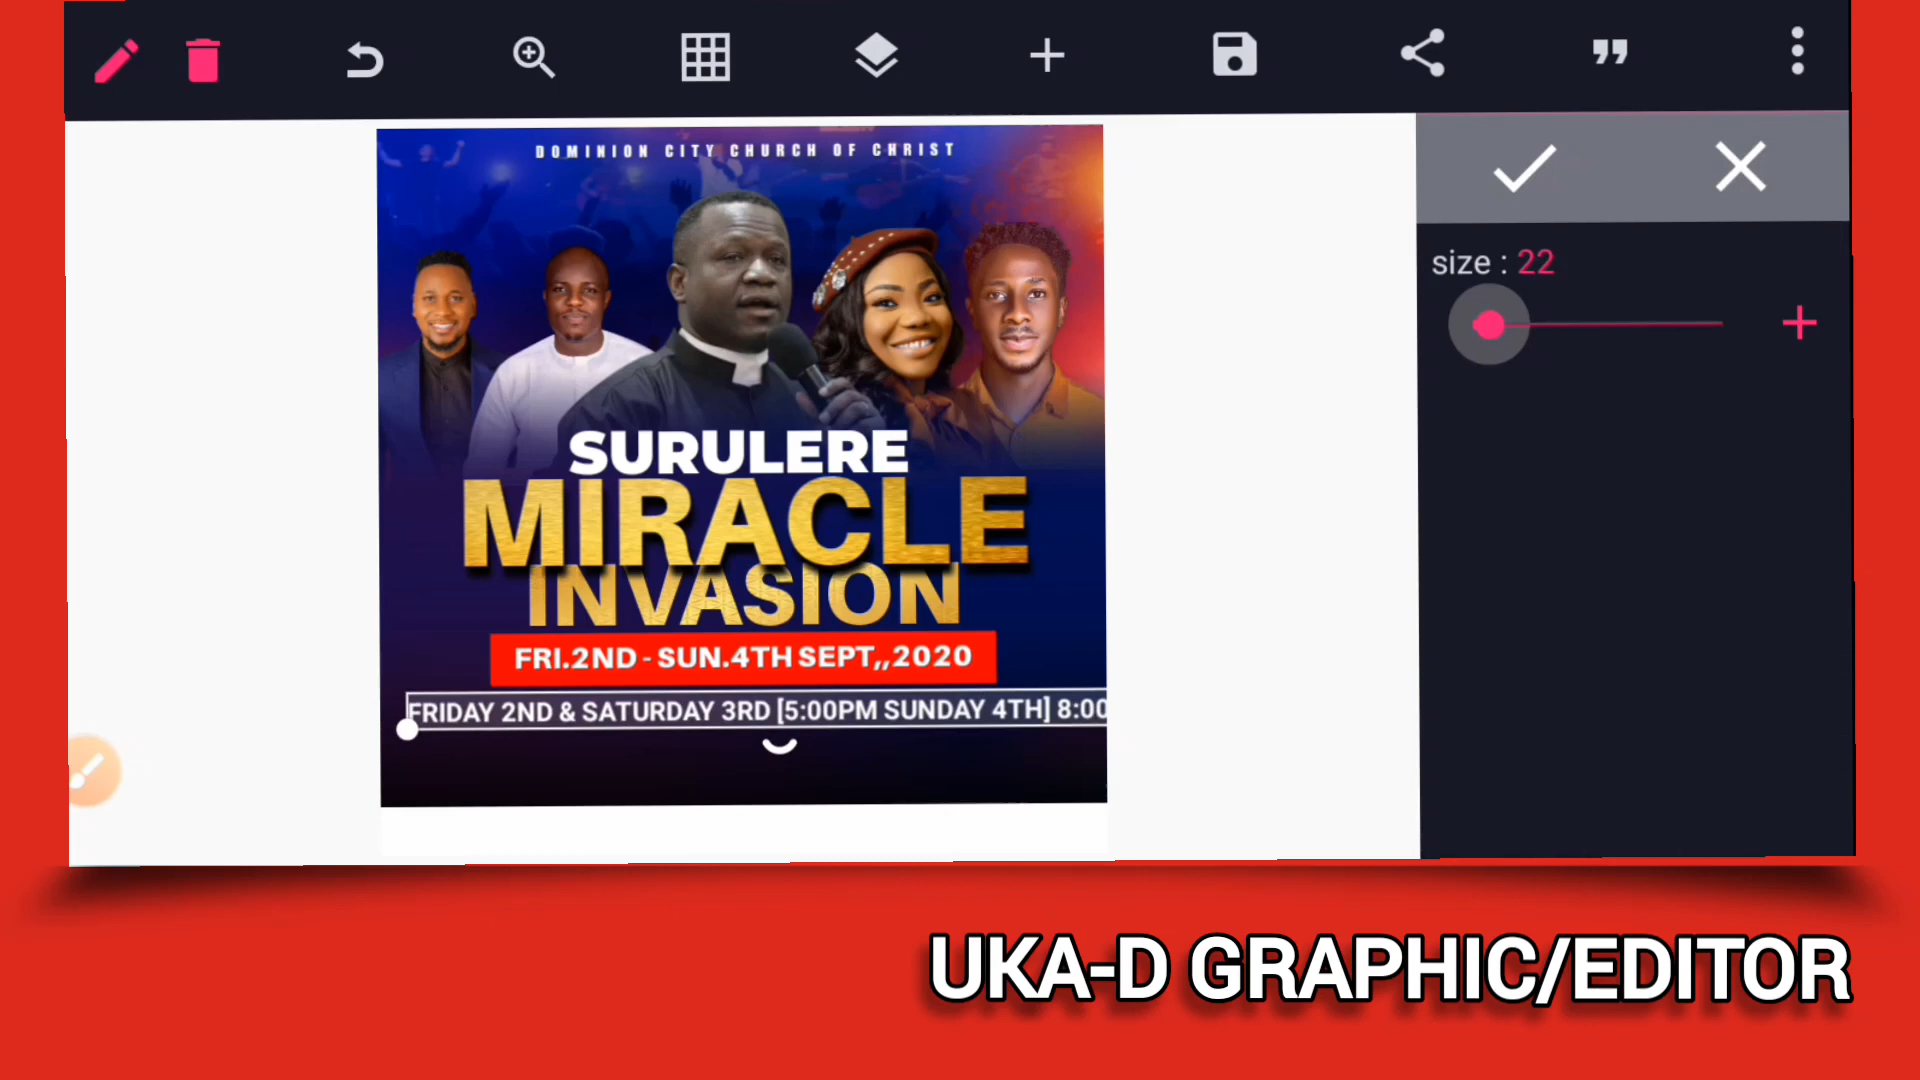 DOMINION CITY CHURCH OF CHRIST
size : 22
SURULERE
MIRACLE
INVASION
FRI.2ND - SUN.4TH SEPT,,2020
FRIDAY 2ND & SATURDAY 3RD [5:00PM SUNDAY 4TH] 8:00
UKA-D GRAPHIC/EDITOR